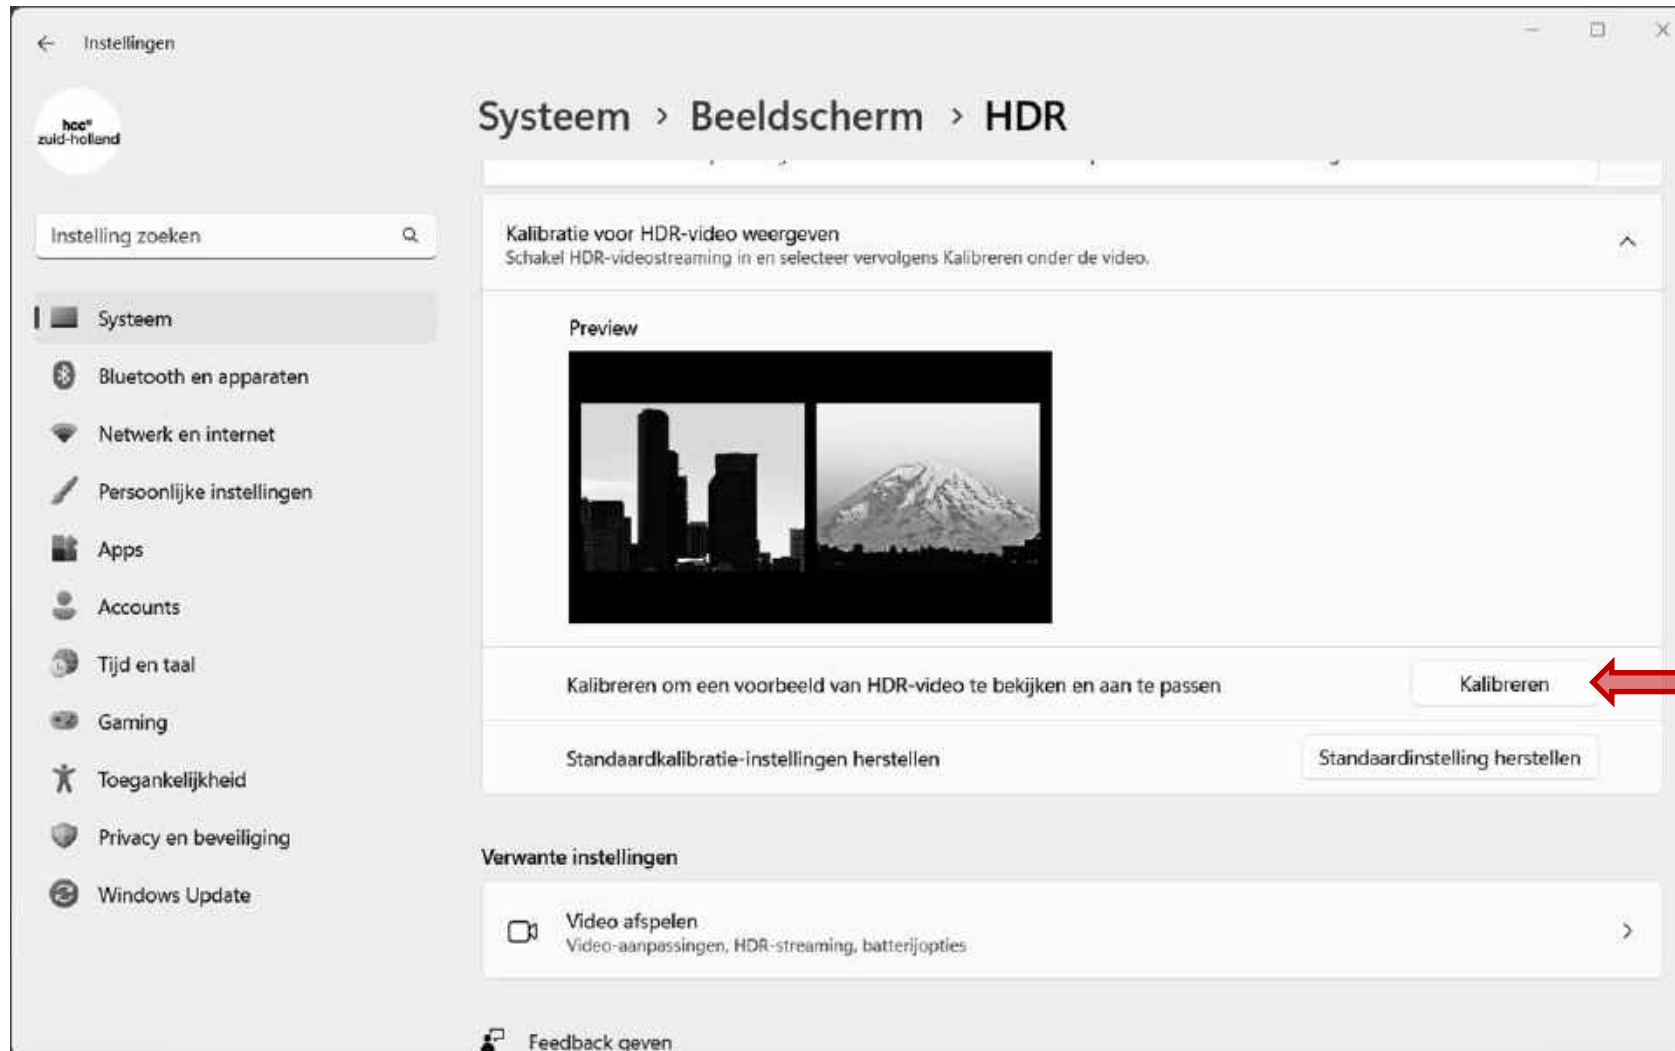 Instellingen
hcc
zuid-holland
Systeem > Beeldscherm > HDR
Instelling zoeken
Systeem
Bluetooth en apparaten
Netwerk en internet
Persoonlijke instellingen
Apps
Accounts
Tijd en taal
Gaming
Toegankelijkheid
Privacy en beveiliging
Windows Update
Kalibratie voor HDR-video weergeven
Schakel HDR-videostreaming in en selecteer vervolgens Kalibreren onder de video.
Preview
Kalibreren om een voorbeeld van HDR-video te bekijken en aan te passen
Kalibreren
Standaardkalibratie-instellingen herstellen
Standaardinstelling herstellen
Verwante instellingen
Video afspelen
Video-aanpassingen, HDR-streaming, batterijopties
Feedback geven